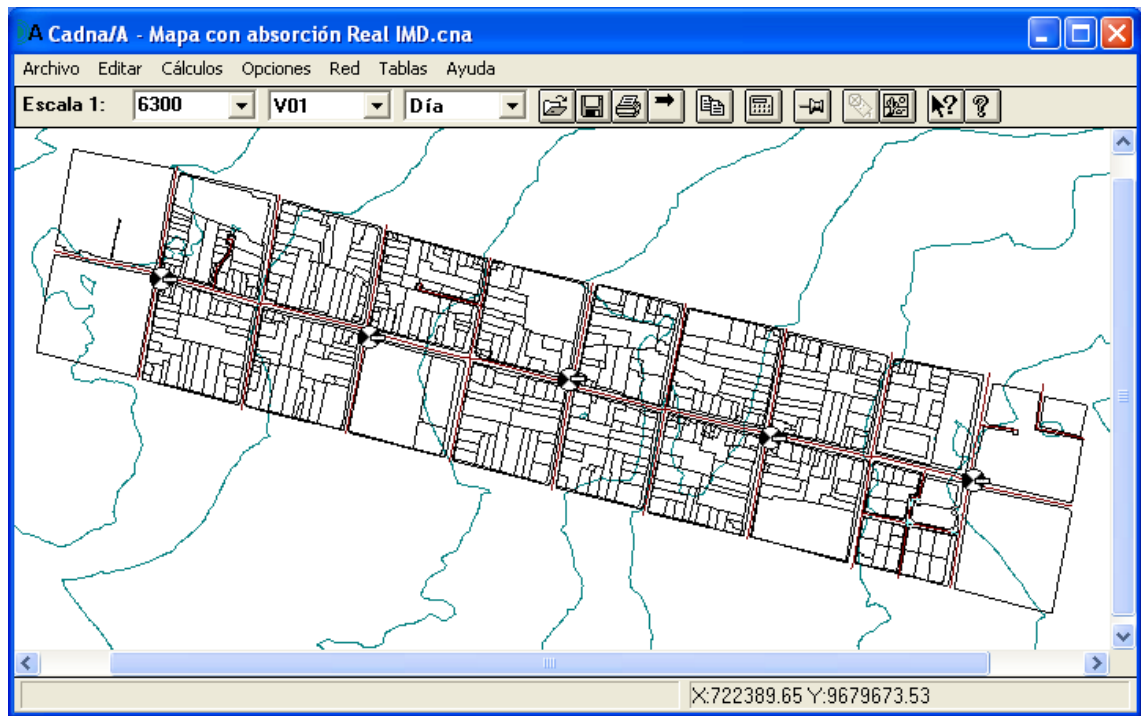 A Cadna/A - Mapa con absorción Real IMD.cna
Archivo Editar Cálculos Opciones Red Tablas Ayuda
Escala 1: 6300 V01 Día
X:722389.65 Y:9679673.53